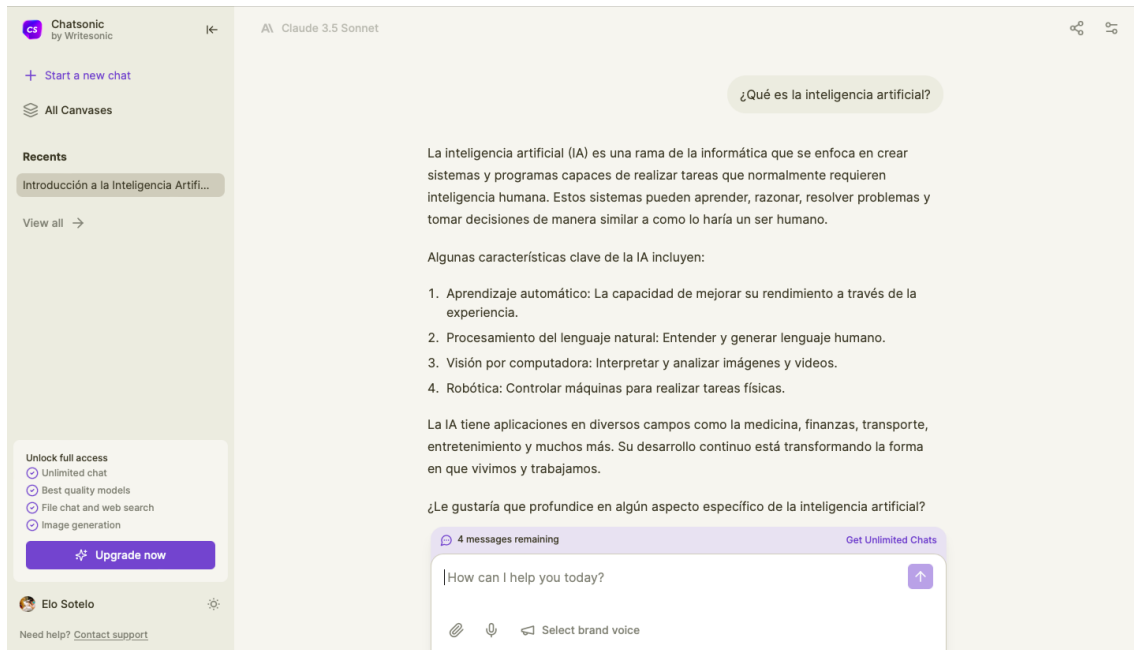 CS
Chatsonic
by Writesonic
Start a new chat
All Canvases
Recents
Introducción a la Inteligencia Artifi...
View all
Unlock full access
Unlimited chat
Best quality models
File chat and web search
Image generation
Upgrade now
Elo Sotelo
Need help? Contact support
Claude 3.5 Sonnet
¿Qué es la inteligencia artificial?
La inteligencia artificial (IA) es una rama de la informática que se enfoca en crear
sistemas y programas capaces de realizar tareas que normalmente requieren
inteligencia humana. Estos sistemas pueden aprender, razonar, resolver problemas y
tomar decisiones de manera similar a como lo haría un ser humano.
Algunas características clave de la IA incluyen:
1. Aprendizaje automático: La capacidad de mejorar su rendimiento a través de la
experiencia.
2. Procesamiento del lenguaje natural: Entender y generar lenguaje humano.
3. Visión por computadora: Interpretar y analizar imágenes y videos.
4. Robótica: Controlar máquinas para realizar tareas físicas.
La IA tiene aplicaciones en diversos campos como la medicina, finanzas, transporte,
entretenimiento y muchos más. Su desarrollo continuo está transformando la forma
en que vivimos y trabajamos.
¿Le gustaría que profundice en algún aspecto específico de la inteligencia artificial?
4 messages remaining
Get Unlimited Chats
How can I help you today?
Select brand voice